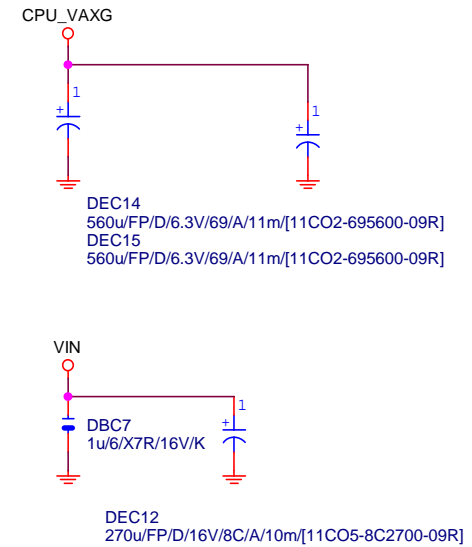 CPU_VAXG
1
+
1
+
DEC14
560u/FP/D/6.3V/69/A/11m/[11CO2-695600-09R]
DEC15
560u/FP/D/6.3V/69/A/11m/[11CO2-695600-09R]
VIN
1
+
DBC7
1u/6/X7R/16V/K
DEC12
270u/FP/D/16V/8C/A/10m/[11CO5-8C2700-09R]